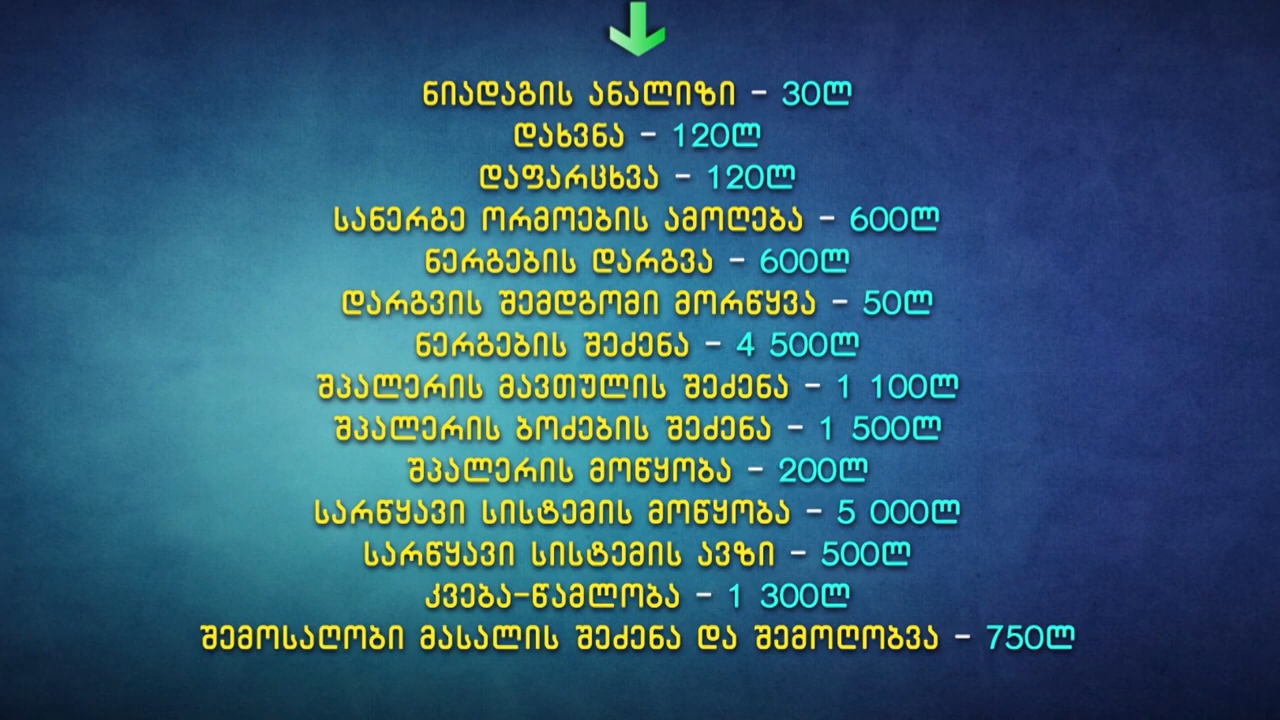 ნიადაგის ანალიზი - 30ლ
დახვნა - 120ლ
დაფარცხვა - 120ლ
სანერგე ორმოების ამოღება - 600ლ
ნერგების დარგვა - 600ლ
დარგვის შემდგომი მორწყვა - 50ლ
ნერგების შეძენა - 4 500ლ
შპალერის მავთულის შეძენა - 1 100ლ
შპალერის ბოძების შეძენა - 1 500ლ
შპალერის მოწყობა - 200ლ
სარწყავი სისტემის მოწყობა - 5 000ლ
სარწყავი სისტემის ავზი - 500ლ
კვება-წამლობა - 1 300ლ
შემოსაღობი მასალის შეძენა და შემოღობვა - 750ლ